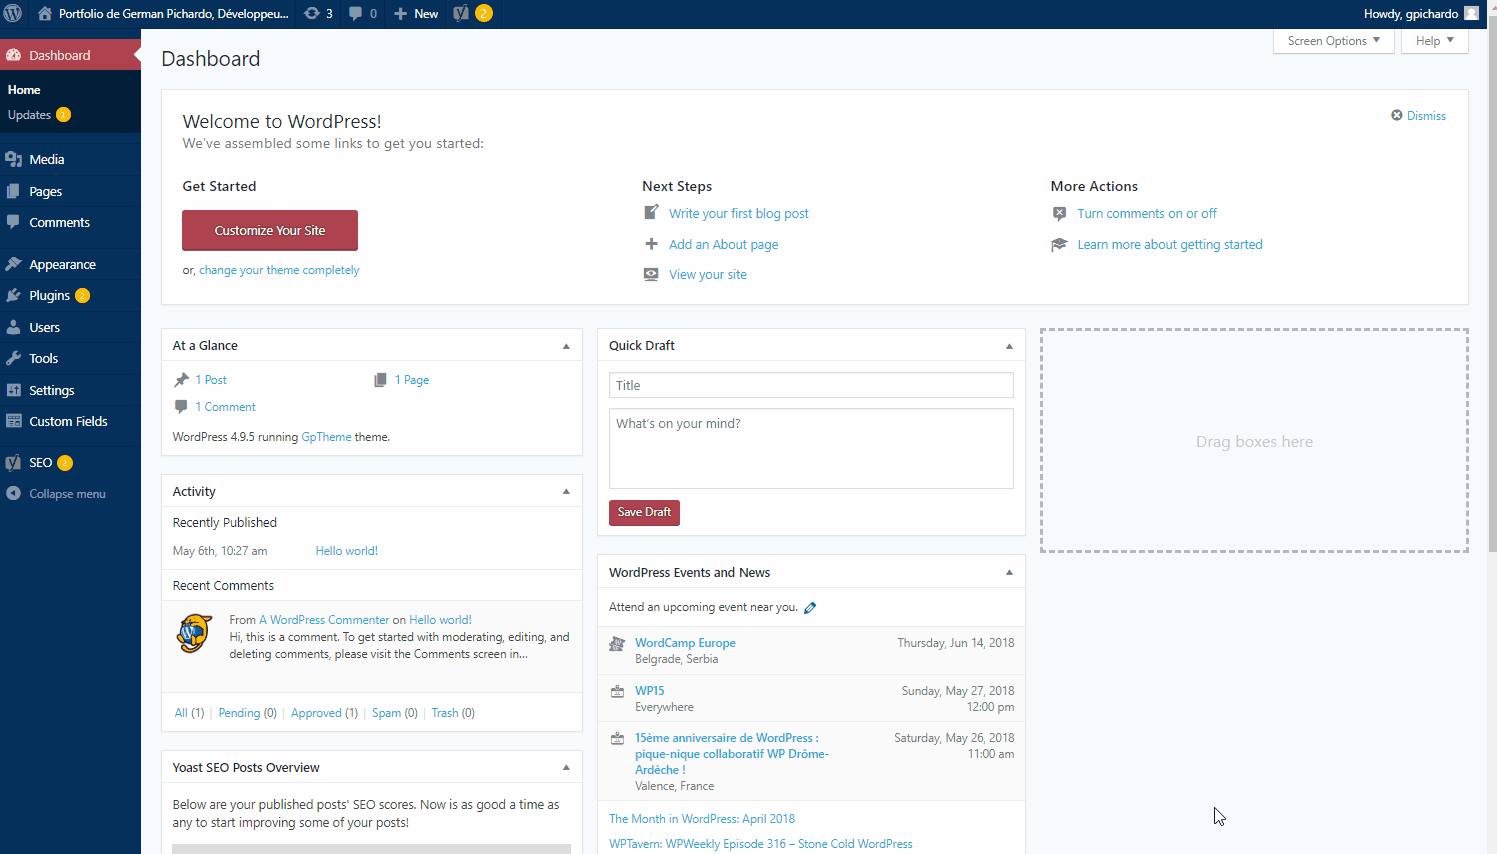 Portfolio de German Pichardo, Développeu...
3
0
New
2
Howdy, gpichardo
Dashboard
Home
Updates 3
Media
Pages
Comments
Appearance
Plugins 2
Users
Tools
Settings
Custom Fields
SEO 2
Collapse menu
Dashboard
Screen Options
Help
Welcome to WordPress!
We've assembled some links to get you started:
Dismiss
Get Started
Customize Your Site
or, change your theme completely
Next Steps
Write your first blog post
Add an About page
View your site
More Actions
Turn comments on or off
Learn more about getting started
At a Glance
1 Post
1 Page
1 Comment
WordPress 4.9.5 running GpTheme theme.
Activity
Recently Published
May 6th, 10:27 am
Hello world!
Recent Comments
From A WordPress Commenter on Hello world!
Hi, this is a comment. To get started with moderating, editing, and
deleting comments, please visit the Comments screen in...
All (1) | Pending (0) | Approved (1) | Spam (0) | Trash (0)
Yoast SEO Posts Overview
Below are your published posts' SEO scores. Now is as good a time as
any to start improving some of your posts!
Quick Draft
Title
What's on your mind?
Save Draft
WordPress Events and News
Attend an upcoming event near you.
WordCamp Europe
Belgrade, Serbia
Thursday, Jun 14, 2018
WP15
Everywhere
Sunday, May 27, 2018
12:00 pm
15ème anniversaire de WordPress :
pique-nique collaboratif WP Drôme-
Ardèche !
Valence, France
Saturday, May 26, 2018
11:00 am
The Month in WordPress: April 2018
WPTavern: WPWeekly Episode 316 – Stone Cold WordPress
Drag boxes here